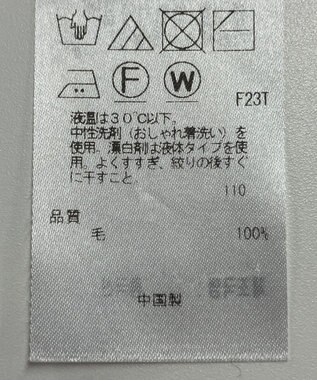 F W
F23T
液温は30℃以下。
中性洗剤(おしゃれ着洗い)を
使用。漂白剤は液体タイプを使
用。よくすすぎ、絞りの後すぐ
に干すこと。
110
品質
毛 100%
中国製